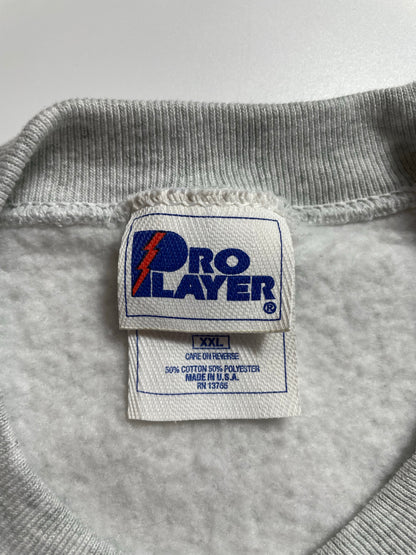 PRO
PLAYER
®
XXL
CARE ON REVERSE
50% COTTON 50% POLYESTER
MADE IN U.S.A.
RN 13765